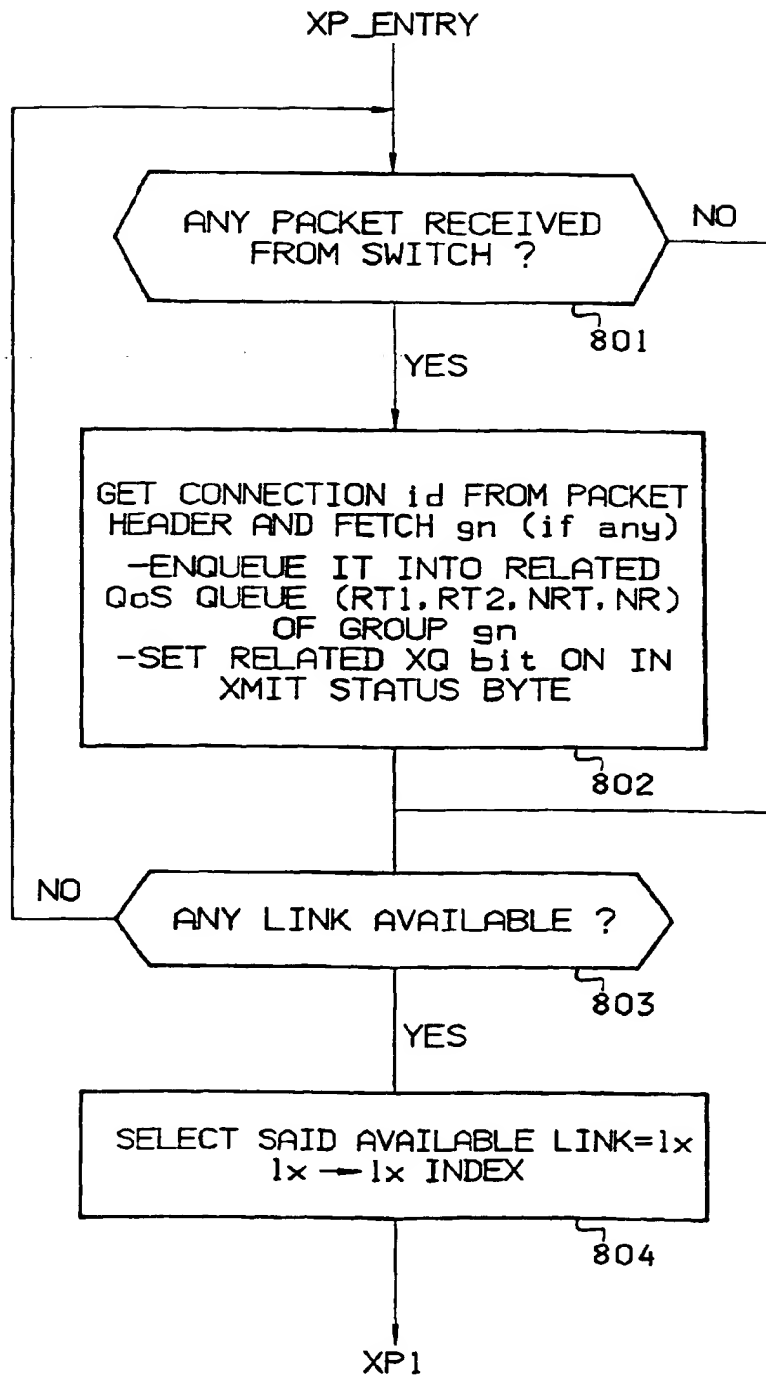 XP_ENTRY
ANY PACKET RECEIVED
FROM SWITCH ?
NO
801
YES
GET CONNECTION id FROM PACKET
HEADER AND FETCH gn (if any)
-ENQUEUE IT INTO RELATED
QoS QUEUE (RT1,RT2,NRT,NR)
OF GROUP gn
-SET RELATED XQ bit ON IN
XMIT STATUS BYTE
802
NO
ANY LINK AVAILABLE ?
803
YES
SELECT SAID AVAILABLE LINK=lx
lx → lx INDEX
804
XP1